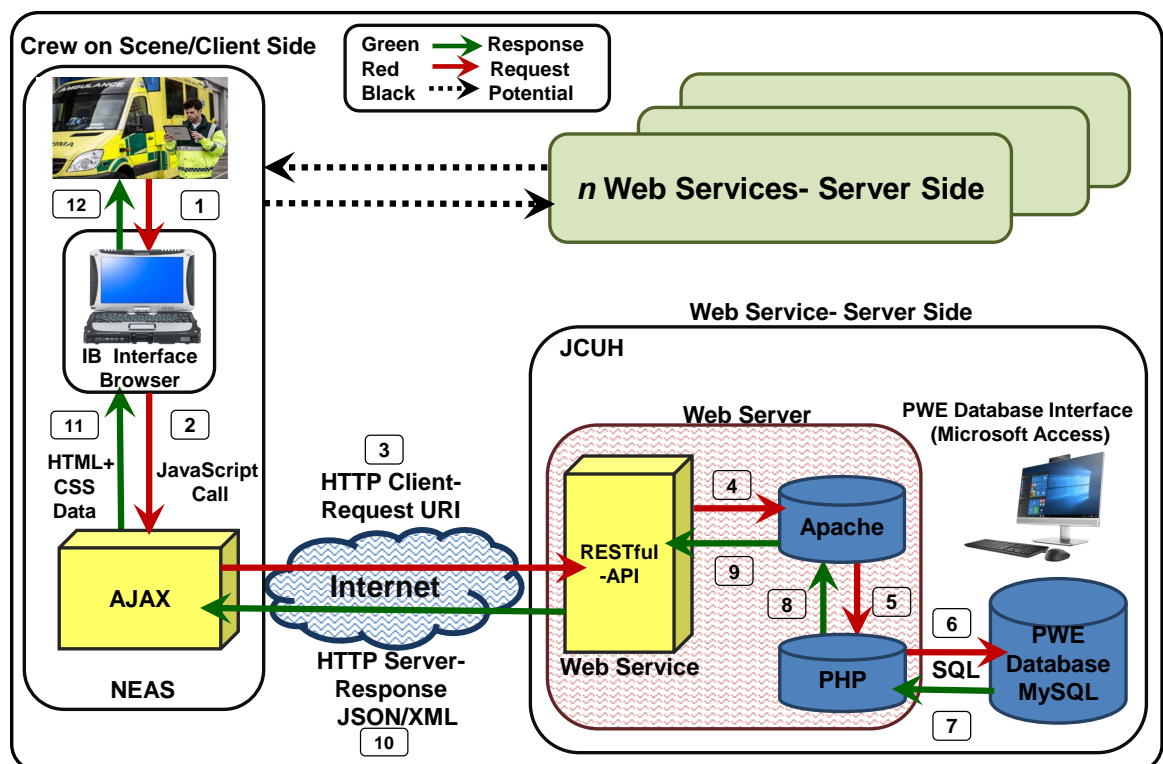 Crew on Scene/Client Side
Green Response
Red Request
Black Potential
AMBULANCE
n Web Services- Server Side
12
1
IB Interface
Browser
11
2
HTML+
CSS
Data
JavaScript
Call
AJAX
NEAS
3
HTTP Client-
Request URI
Internet
HTTP Server-
Response
JSON/XML
10
Web Service- Server Side
JCUH
Web Server
PWE Database Interface
(Microsoft Access)
RESTful
-API
Web Service
4
Apache
9
8
5
PHP
6
SQL
7
PWE
Database
MySQL